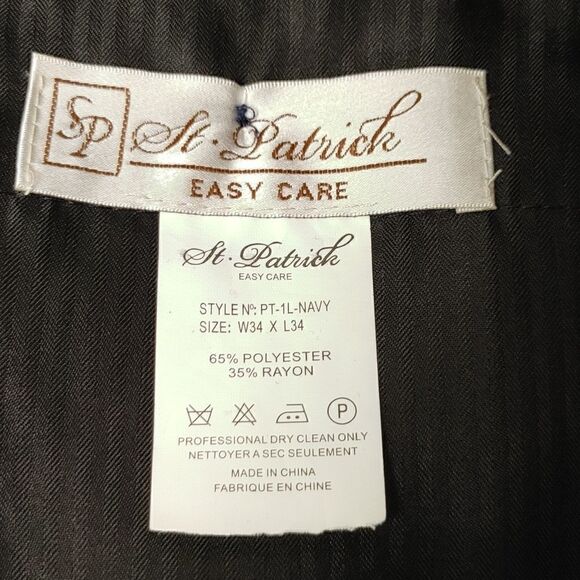 SP
St. Patrick
EASY CARE
St. Patrick
EASY CARE
STYLE Nº: PT-1L-NAVY
SIZE: W34 X L34
65% POLYESTER
35% RAYON
P
PROFESSIONAL DRY CLEAN ONLY
NETTOYER A SEC SEULEMENT
MADE IN CHINA
FABRIQUE EN CHINE